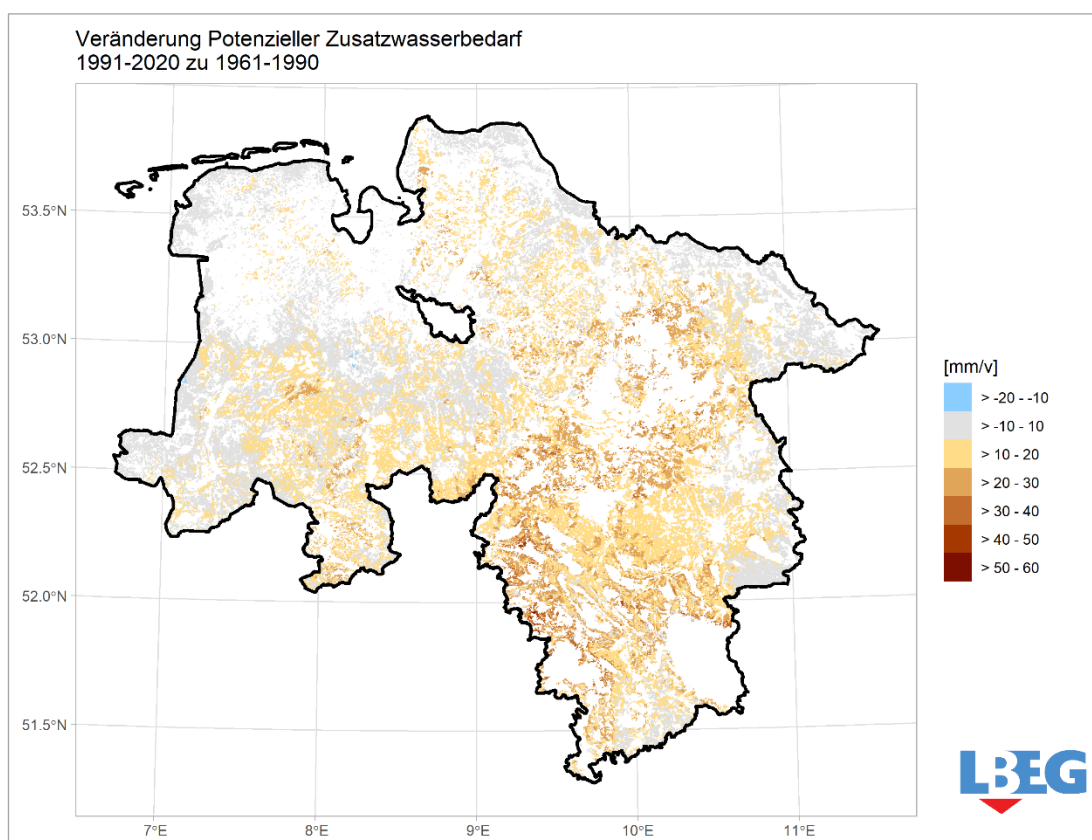 Veränderung Potenzieller Zusatzwasserbedarf
1991-2020 zu 1961-1990
53.5°N
53.0°N
52.5°N
52.0°N
51.5°N
7°E
8°E
9°E
10°E
11°E
[mm/v]
> -20 - -10
> -10 - 10
> 10 - 20
> 20 - 30
> 30 - 40
> 40 - 50
> 50 - 60
LBEG